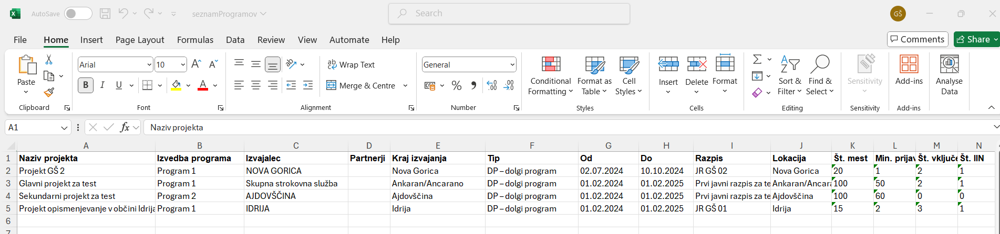 AutoSave
seznamProgramov
Search
GŠ
File Home Insert Page Layout Formulas Data Review View Automate Help
Comments Share
Paste
Clipboard
Arial 10
B I U A
Font
ab Wrap Text
Merge & Centre
Alignment
General
Number
Conditional Formatting
Format as Table
Cell Styles
Styles
Insert Delete Format
Cells
Sort & Filter
Find & Select
Editing
Sensitivity
Sensitivity
Add-ins
Add-ins
Analyse Data
A1 fx Naziv projekta
A B C D E F G H I J K L M N
1 Naziv projekta Izvedba programa Izvajalec Partnerji Kraj izvajanja Tip Od Do Razpis Lokacija Št. mest Min. prijav Št. vključe Št. IIN
2 Projekt GŠ 2 Program 1 NOVA GORICA Nova Gorica DP – dolgi program 02.07.2024 10.10.2024 JR GŠ 02 Nova Gorica 20 1 2 1
3 Glavni projekt za test Program 1 Skupna strokovna služba Ankaran/Ancarano DP – dolgi program 01.02.2024 01.02.2025 Prvi javni razpis za te Ankaran/Ancara 100 50 2 1
4 Sekundarni projekt za test Program 2 AJDOVŠČINA Ajdovščina DP – dolgi program 01.02.2024 01.02.2025 Prvi javni razpis za te Ajdovščina 100 60 0 0
5 Projekt opismenjevanje v občini Idrija Program 1 IDRIJA Idrija DP – dolgi program 01.02.2024 01.02.2025 JR GŠ 01 Idrija 15 2 3 1
6
7